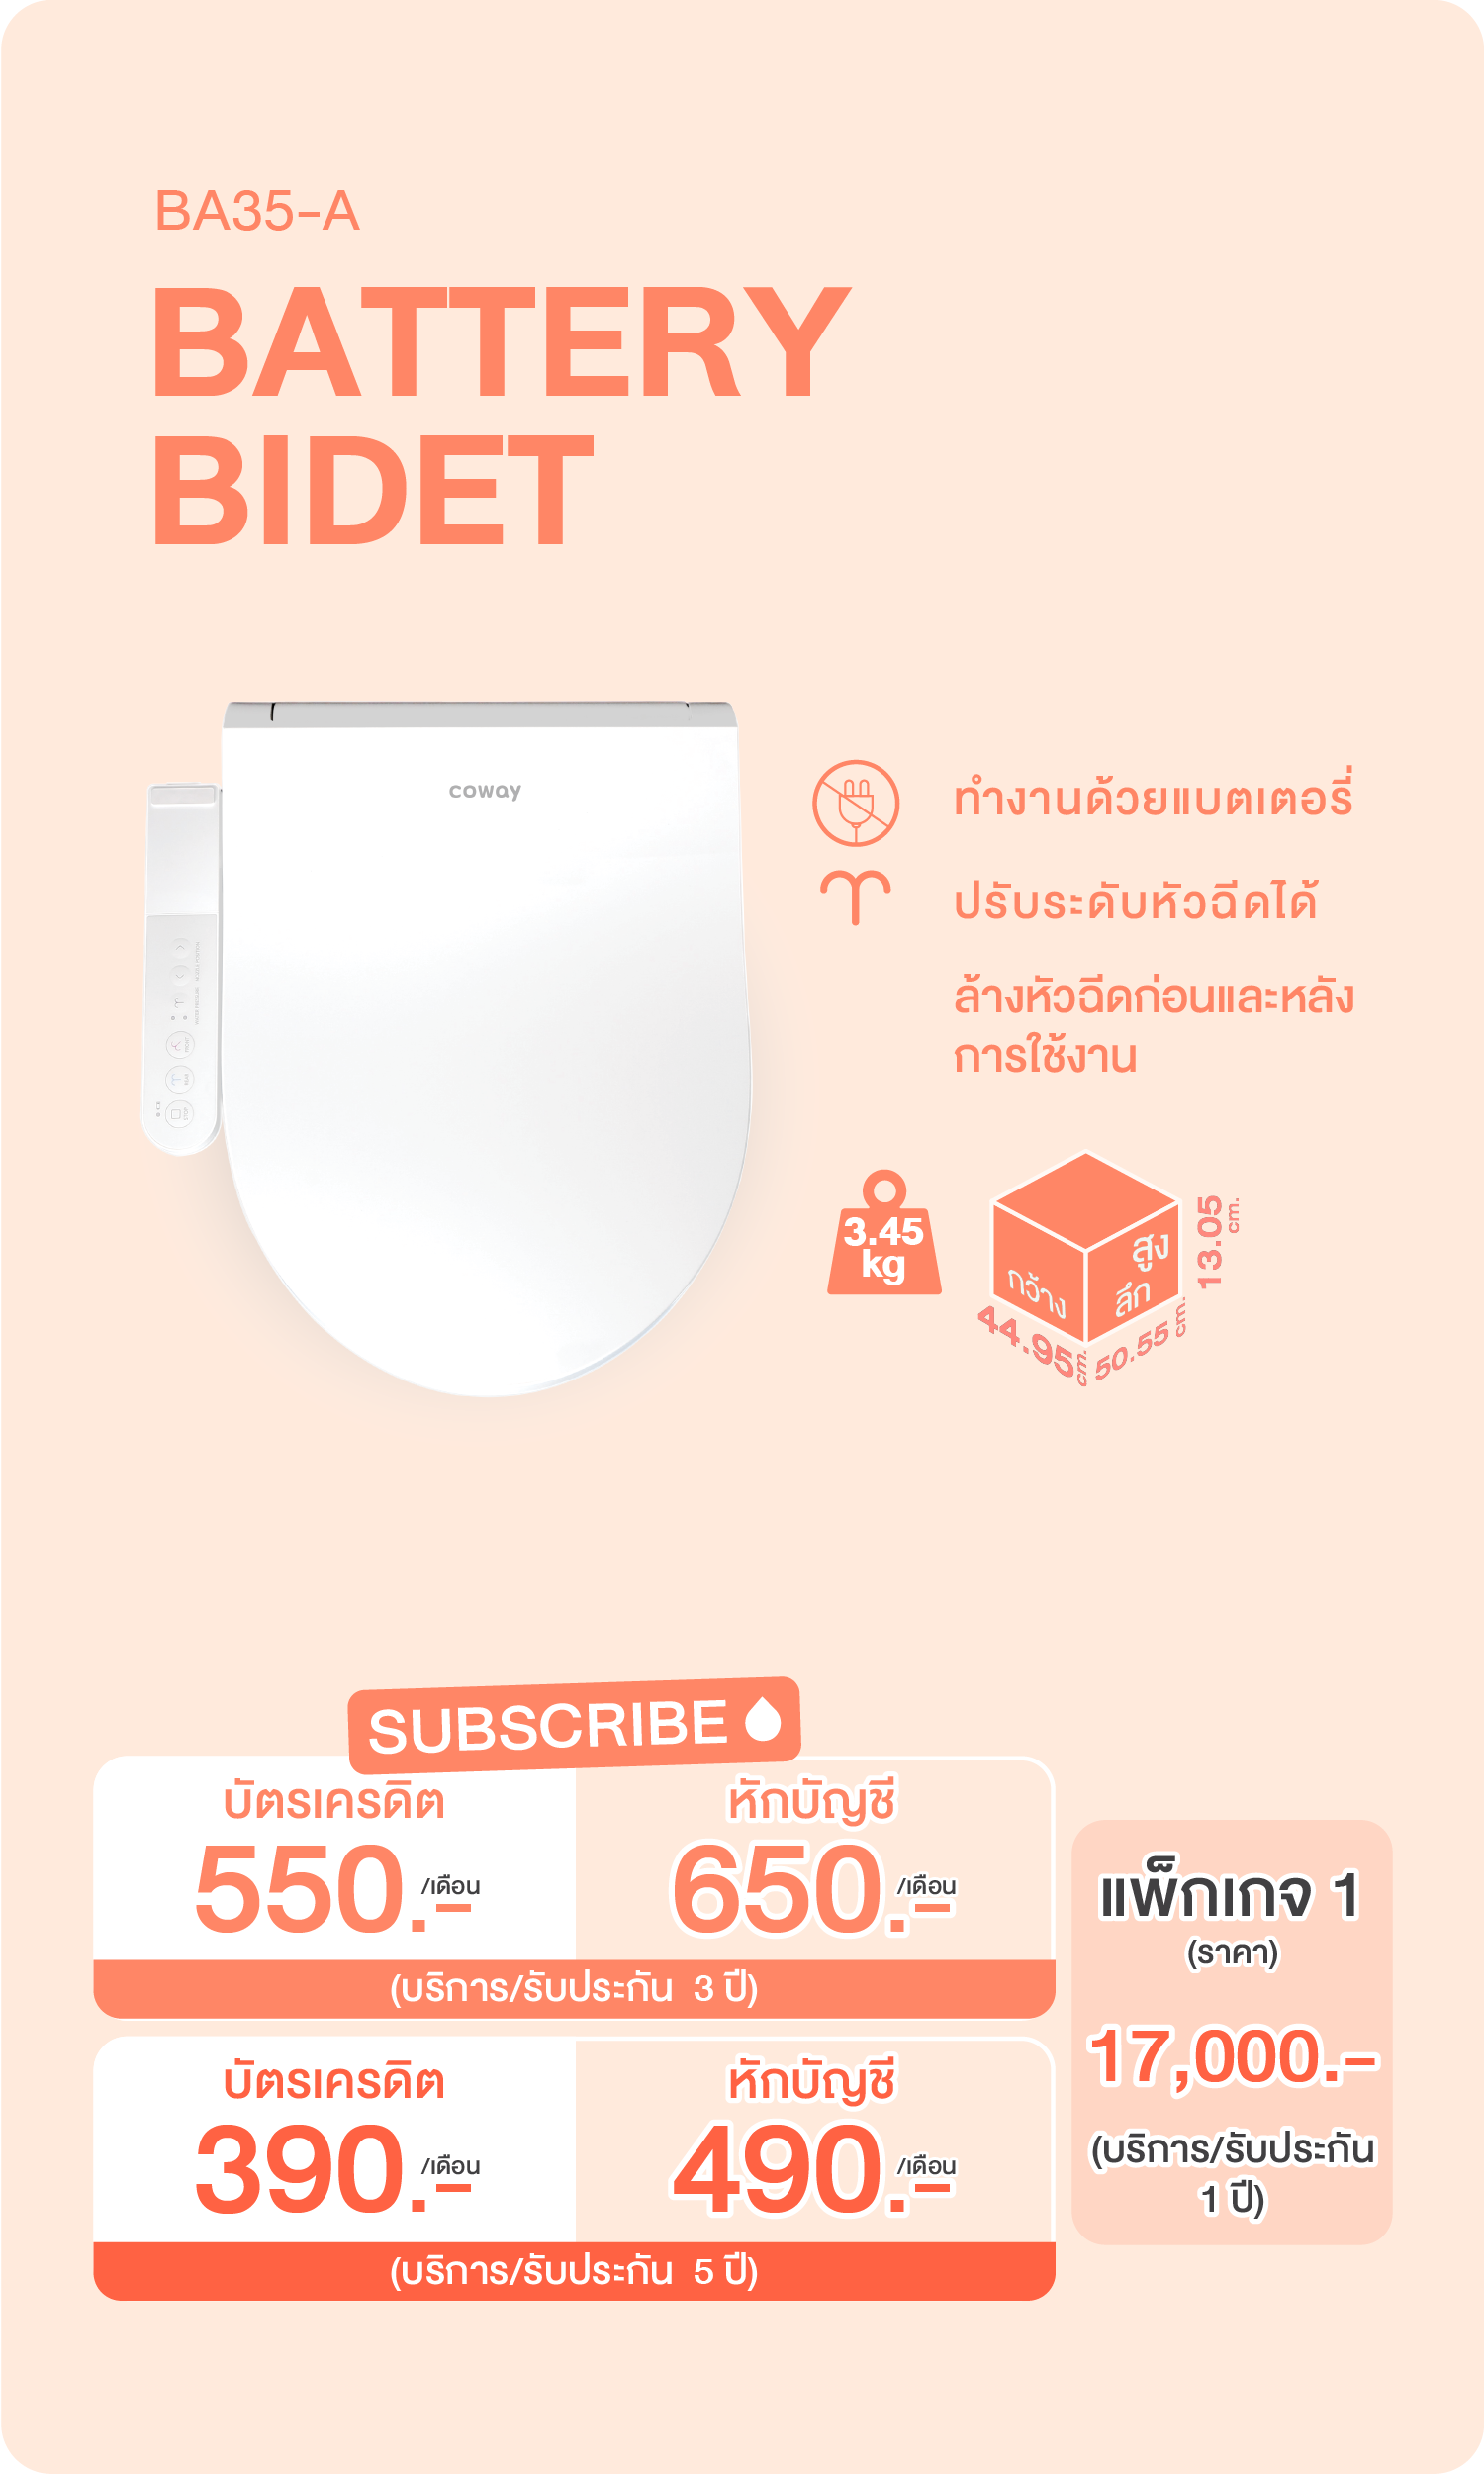 BA35-A
BATTERY
BIDET
coway
ทำงานด้วยแบตเตอรี่
ปรับระดับหัวฉีดได้
ล้างหัวฉีดก่อนและหลัง
การใช้งาน
3.45
kg
กว้าง
สูง
ลึก
44.95 cm.
50.55 cm.
13.05 cm.
SUBSCRIBE
บัตรเครดิต
550.- /เดือน
หักบัญชี
650.- /เดือน
(บริการ/รับประกัน 3 ปี)
บัตรเครดิต
390.- /เดือน
หักบัญชี
490.- /เดือน
(บริการ/รับประกัน 5 ปี)
แพ็กเกจ 1
(ราคา)
17,000.-
(บริการ/รับประกัน
1 ปี)